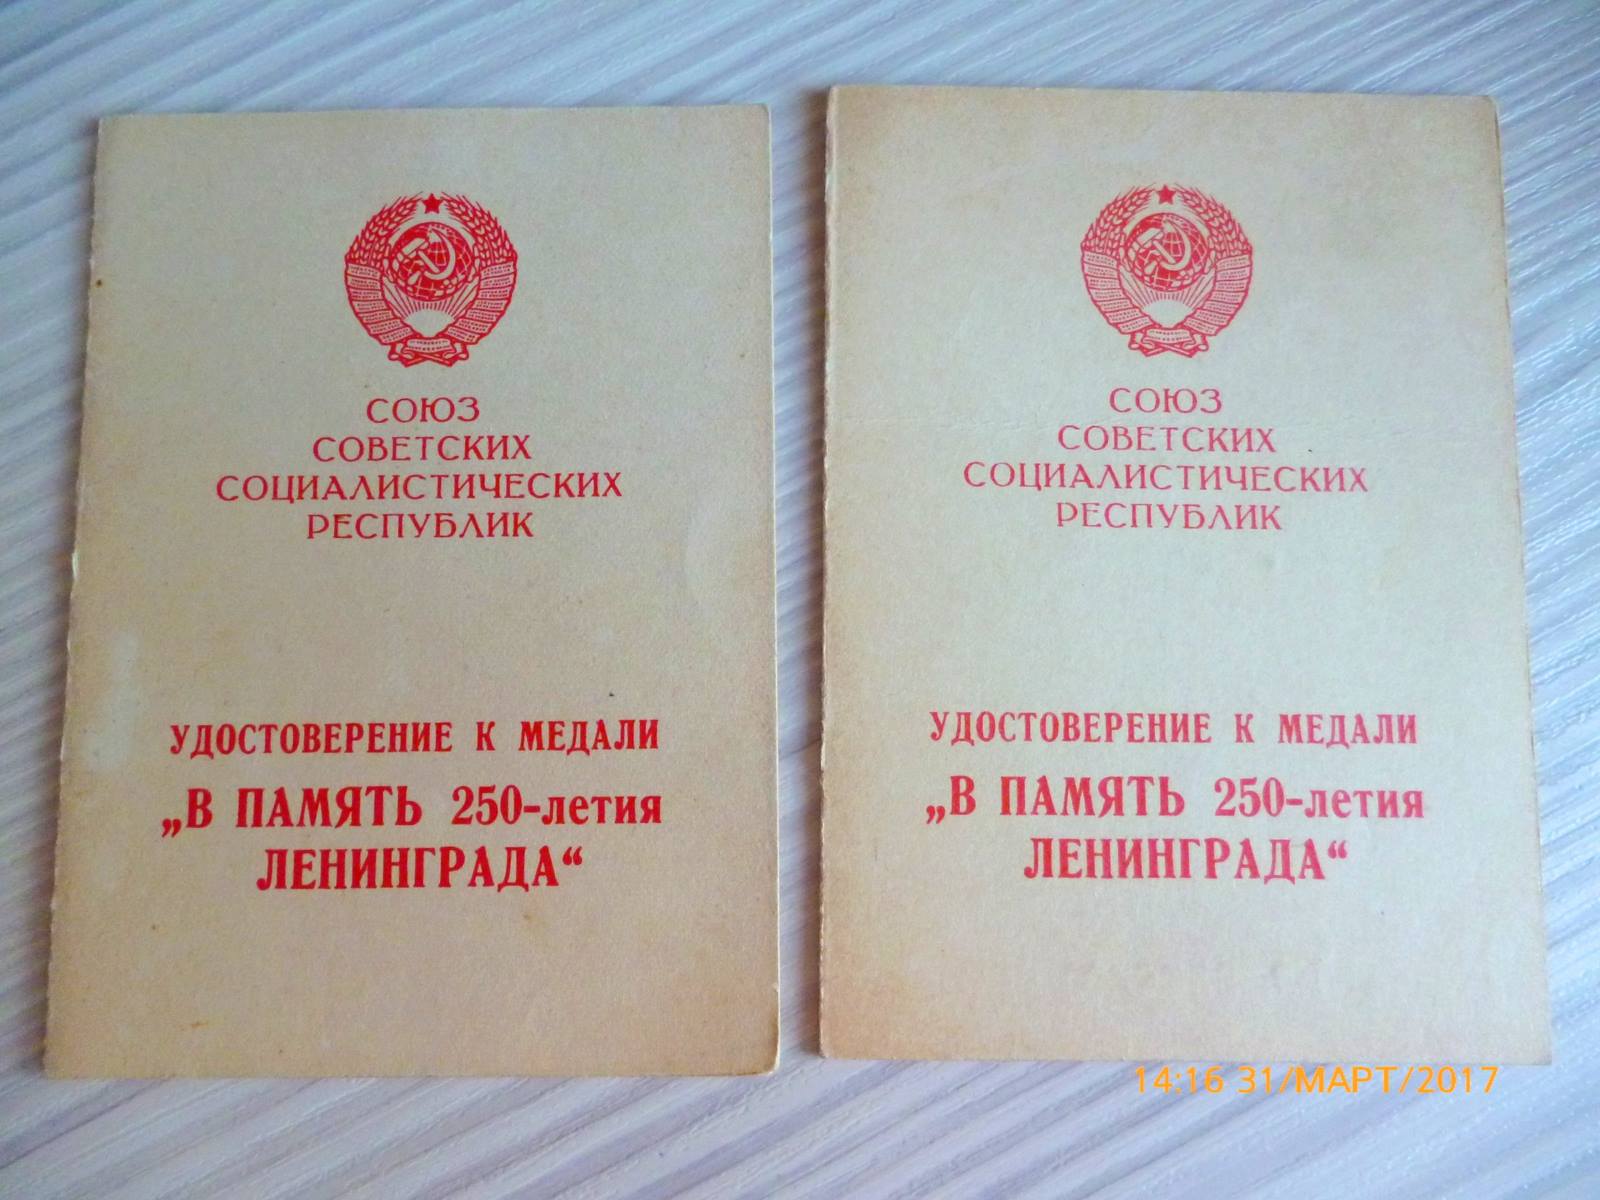 СОЮЗ
СОВЕТСКИХ
СОЦИАЛИСТИЧЕСКИХ
РЕСПУБЛИК
УДОСТОВЕРЕНИЕ К МЕДАЛИ
„В ПАМЯТЬ 250-летия
ЛЕНИНГРАДА“
СОЮЗ
СОВЕТСКИХ
СОЦИАЛИСТИЧЕСКИХ
РЕСПУБЛИК
УДОСТОВЕРЕНИЕ К МЕДАЛИ
„В ПАМЯТЬ 250-летия
ЛЕНИНГРАДА“
14:16 31/МАРТ/2017